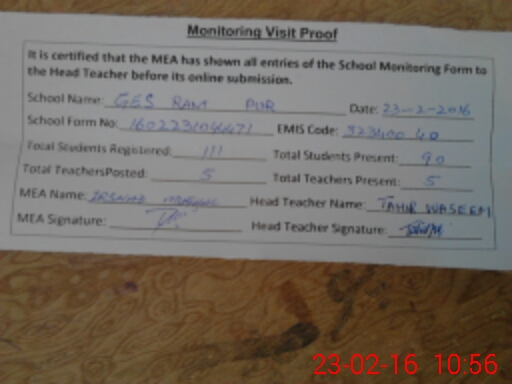 Monitoring Visit Proof
It is certified that the MEA has shown all entries of the School Monitoring Form to
the Head Teacher before its online submission.
School Name: GES RAM PUR Date: 23-2-2016
School Form No: EMIS Code:
Total Students Registered: 111 Total Students Present: 90
Total TeachersPosted: 5 Total Teachers Present: 5
MEA Name: Head Teacher Name: TAHIR WASEEM
MEA Signature: Head Teacher Signature:
23-02-16 10:56